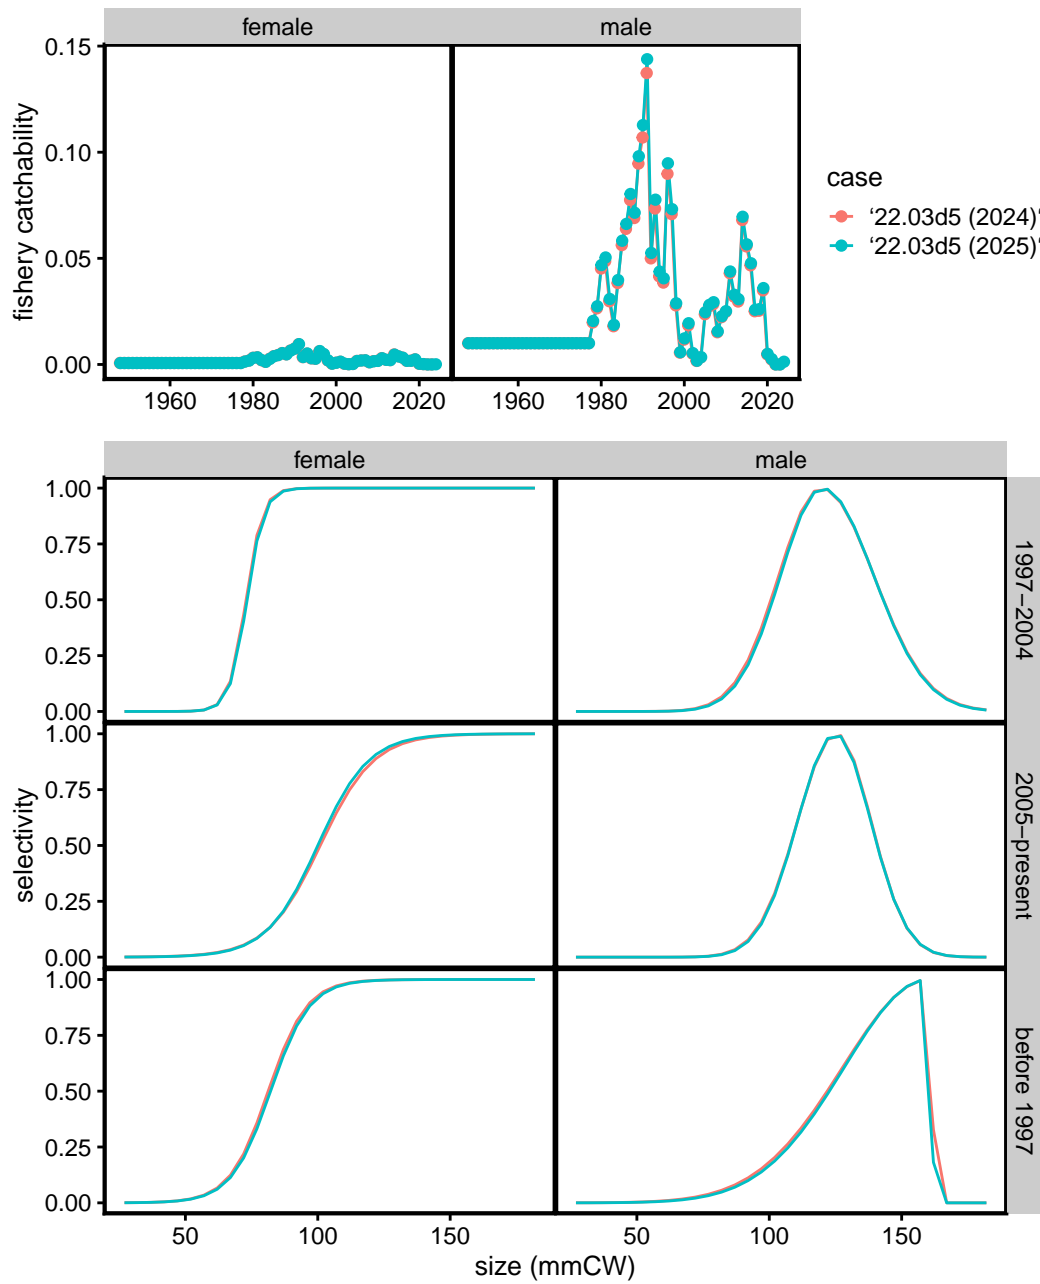 female
male
0.15
0.10
0.05
0.00
fishery catchability
1960
1980
2000
2020
1960
1980
2000
2020
case
‘22.03d5 (2024)‘
‘22.03d5 (2025)‘
female
male
1.00
0.75
0.50
0.25
0.00
1997−2004
1.00
0.75
0.50
0.25
0.00
2005−present
selectivity
1.00
0.75
0.50
0.25
0.00
before 1997
50
100
150
50
100
150
size (mmCW)